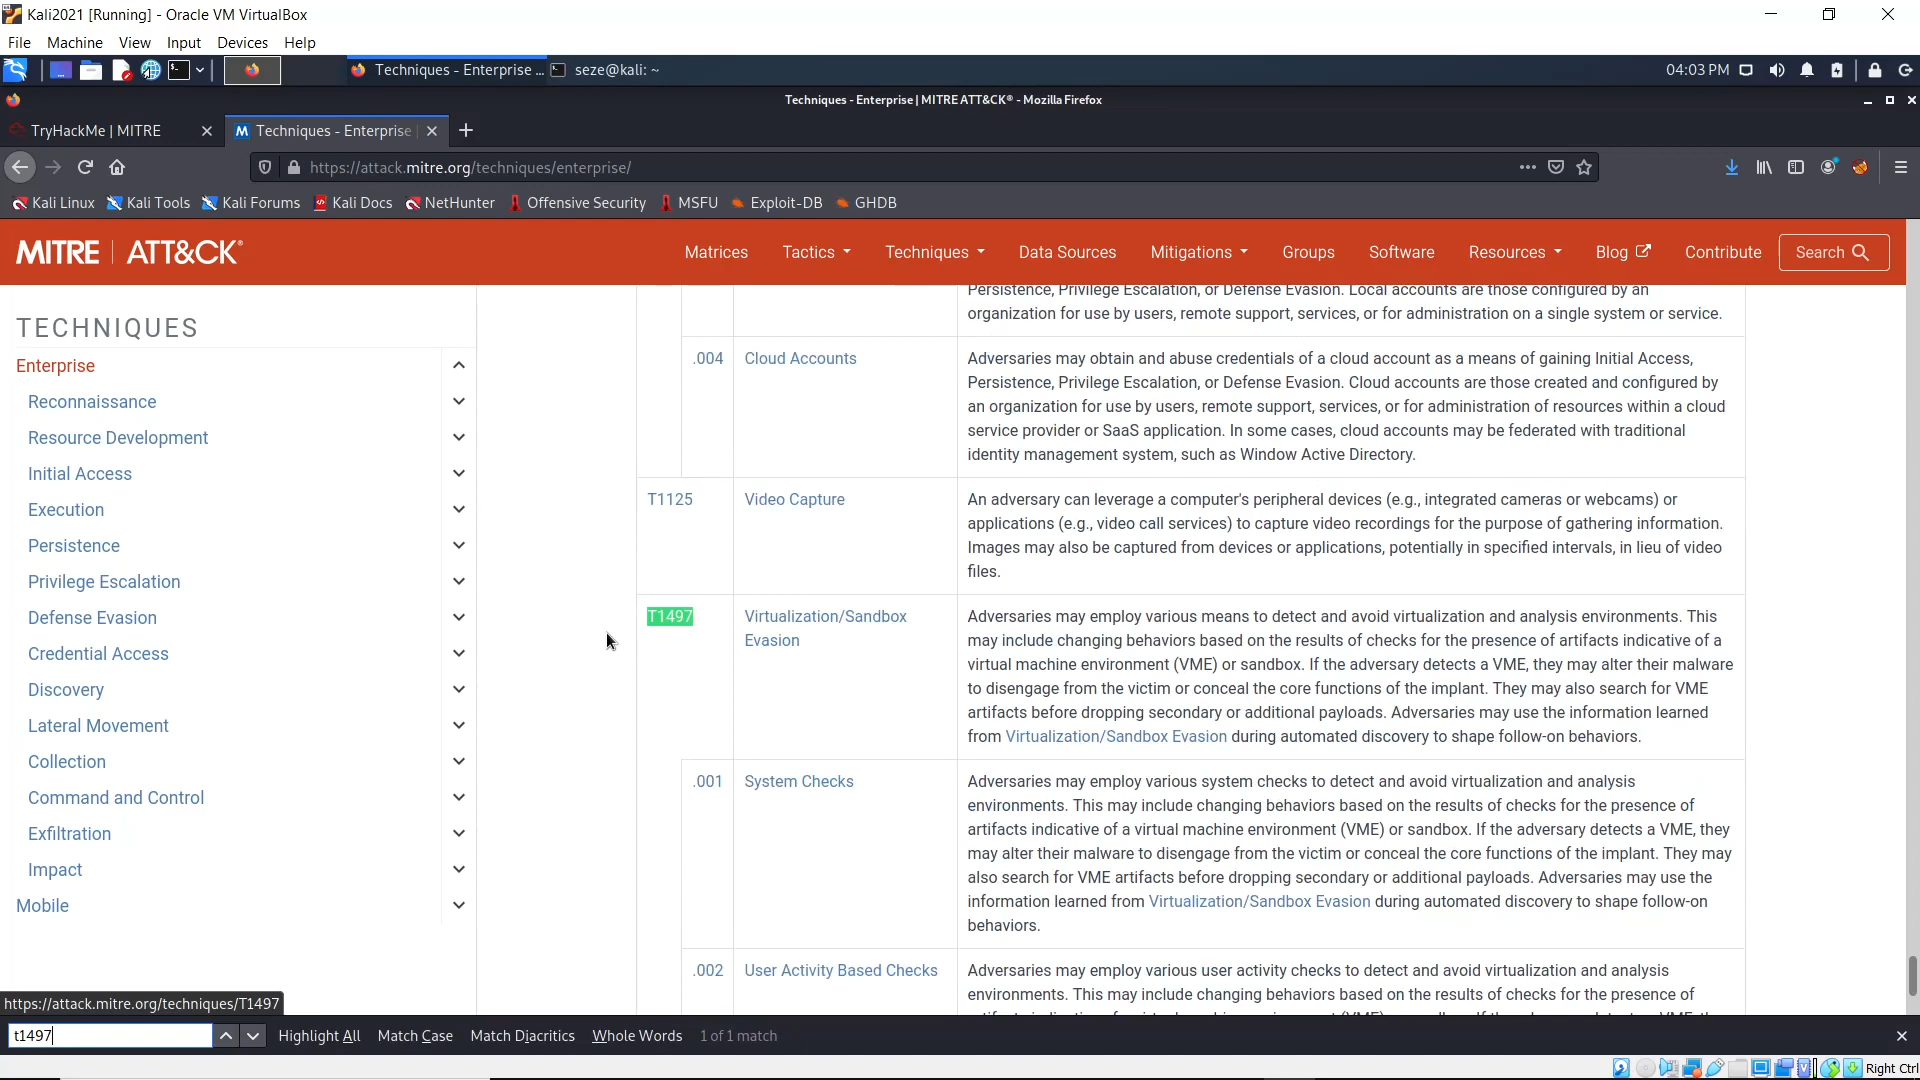 Kali2021 [Running] - Oracle VM VirtualBox
File Machine View Input Devices Help
Techniques - Enterprise ... seze@kali: ~ 04:03 PM
Techniques - Enterprise | MITRE ATT&CK® - Mozilla Firefox
TryHackMe | MITRE Techniques - Enterprise |
https://attack.mitre.org/techniques/enterprise/
Kali Linux Kali Tools Kali Forums Kali Docs NetHunter Offensive Security MSFU Exploit-DB GHDB
MITRE | ATT&CK® Matrices Tactics Techniques Data Sources Mitigations Groups Software Resources Blog Contribute Search
TECHNIQUES
Enterprise
Reconnaissance
Resource Development
Initial Access
Execution
Persistence
Privilege Escalation
Defense Evasion
Credential Access
Discovery
Lateral Movement
Collection
Command and Control
Exfiltration
Impact
Mobile
Persistence, Privilege Escalation, or Defense Evasion. Local accounts are those configured by an
organization for use by users, remote support, services, or for administration on a single system or service.
.004 Cloud Accounts Adversaries may obtain and abuse credentials of a cloud account as a means of gaining Initial Access,
Persistence, Privilege Escalation, or Defense Evasion. Cloud accounts are those created and configured by
an organization for use by users, remote support, services, or for administration of resources within a cloud
service provider or SaaS application. In some cases, cloud accounts may be federated with traditional
identity management system, such as Window Active Directory.
T1125 Video Capture An adversary can leverage a computer's peripheral devices (e.g., integrated cameras or webcams) or
applications (e.g., video call services) to capture video recordings for the purpose of gathering information.
Images may also be captured from devices or applications, potentially in specified intervals, in lieu of video
files.
T1497 Virtualization/Sandbox Adversaries may employ various means to detect and avoid virtualization and analysis environments. This
Evasion may include changing behaviors based on the results of checks for the presence of artifacts indicative of a
virtual machine environment (VME) or sandbox. If the adversary detects a VME, they may alter their malware
to disengage from the victim or conceal the core functions of the implant. They may also search for VME
artifacts before dropping secondary or additional payloads. Adversaries may use the information learned
from Virtualization/Sandbox Evasion during automated discovery to shape follow-on behaviors.
.001 System Checks Adversaries may employ various system checks to detect and avoid virtualization and analysis
environments. This may include changing behaviors based on the results of checks for the presence of
artifacts indicative of a virtual machine environment (VME) or sandbox. If the adversary detects a VME, they
may alter their malware to disengage from the victim or conceal the core functions of the implant. They may
also search for VME artifacts before dropping secondary or additional payloads. Adversaries may use the
information learned from Virtualization/Sandbox Evasion during automated discovery to shape follow-on
behaviors.
.002 User Activity Based Checks Adversaries may employ various user activity checks to detect and avoid virtualization and analysis
environments. This may include changing behaviors based on the results of checks for the presence of
https://attack.mitre.org/techniques/T1497
t1497 Highlight All Match Case Match Diacritics Whole Words 1 of 1 match
Right Ctrl